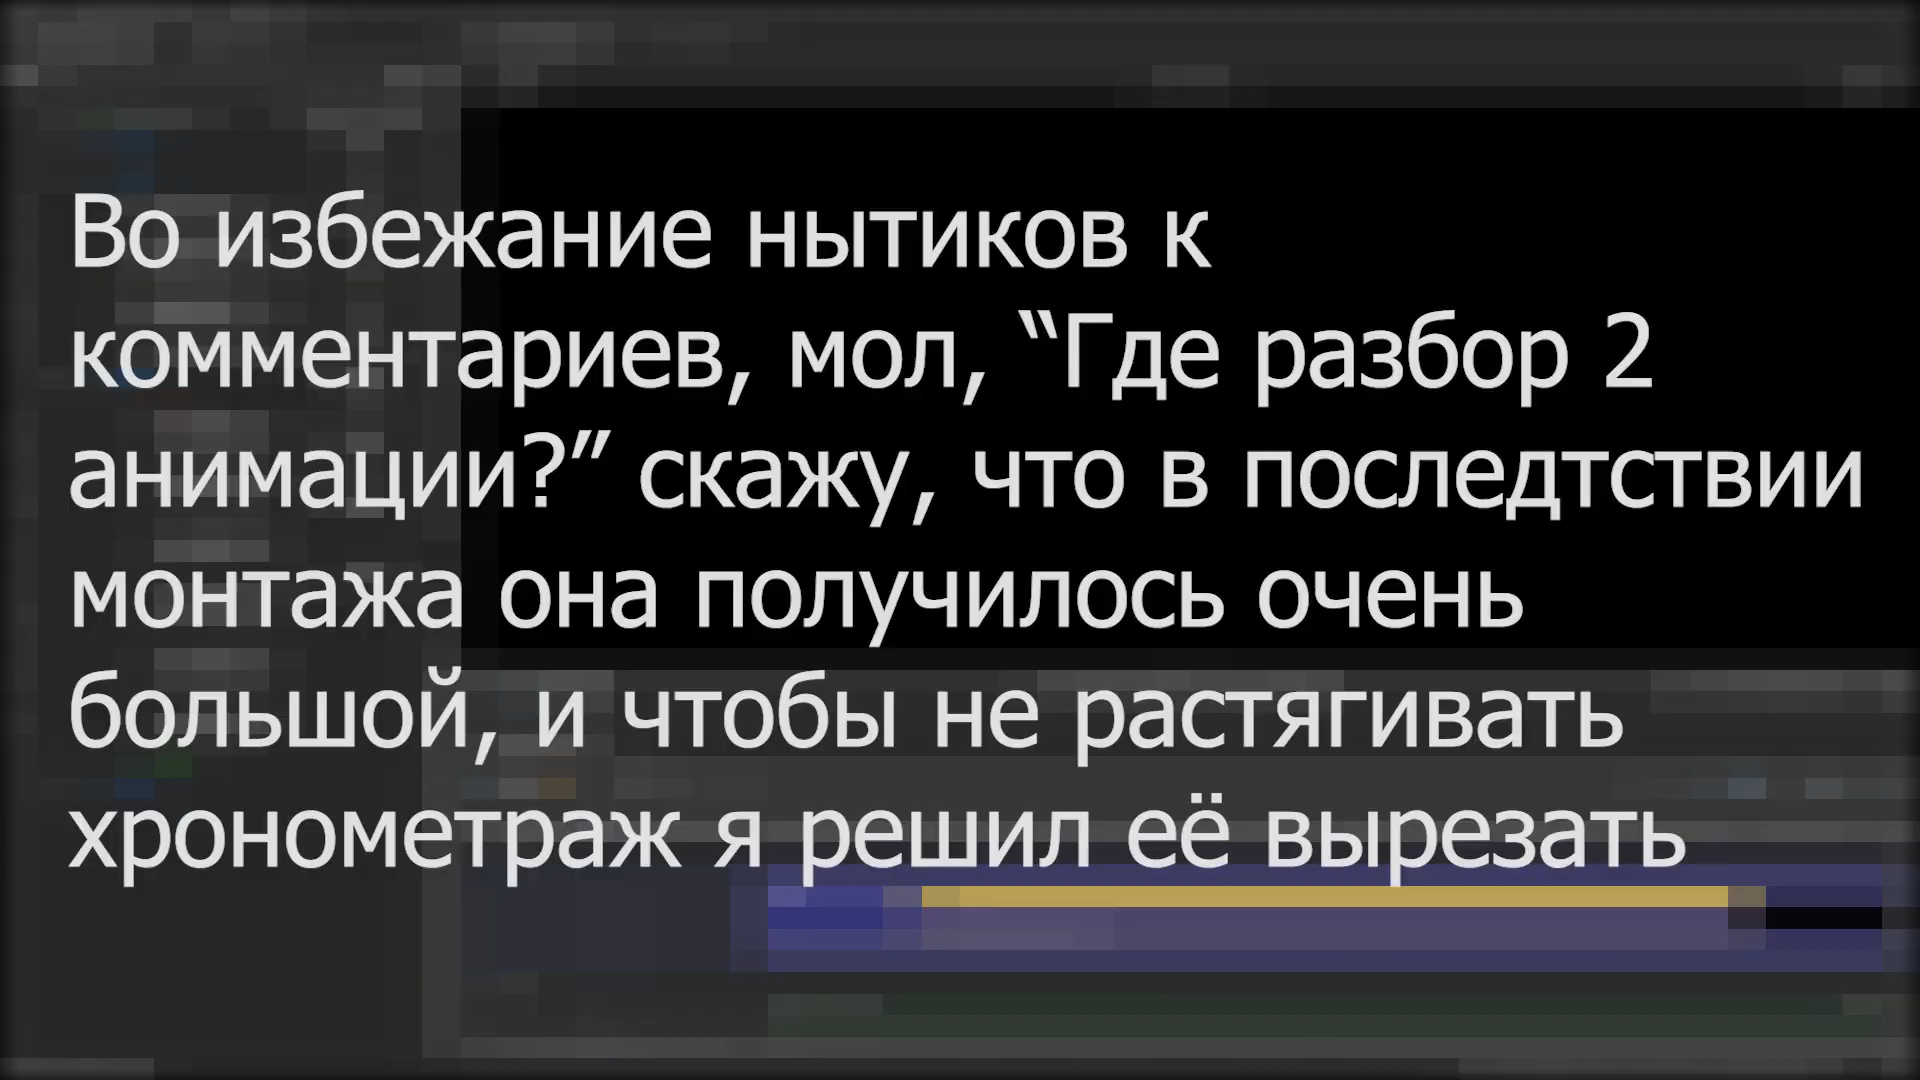 Во избежание нытиков к
комментариев, мол, “Где разбор 2
анимации?” скажу, что в последтствии
монтажа она получилось очень
большой, и чтобы не растягивать
хронометраж я решил её вырезать